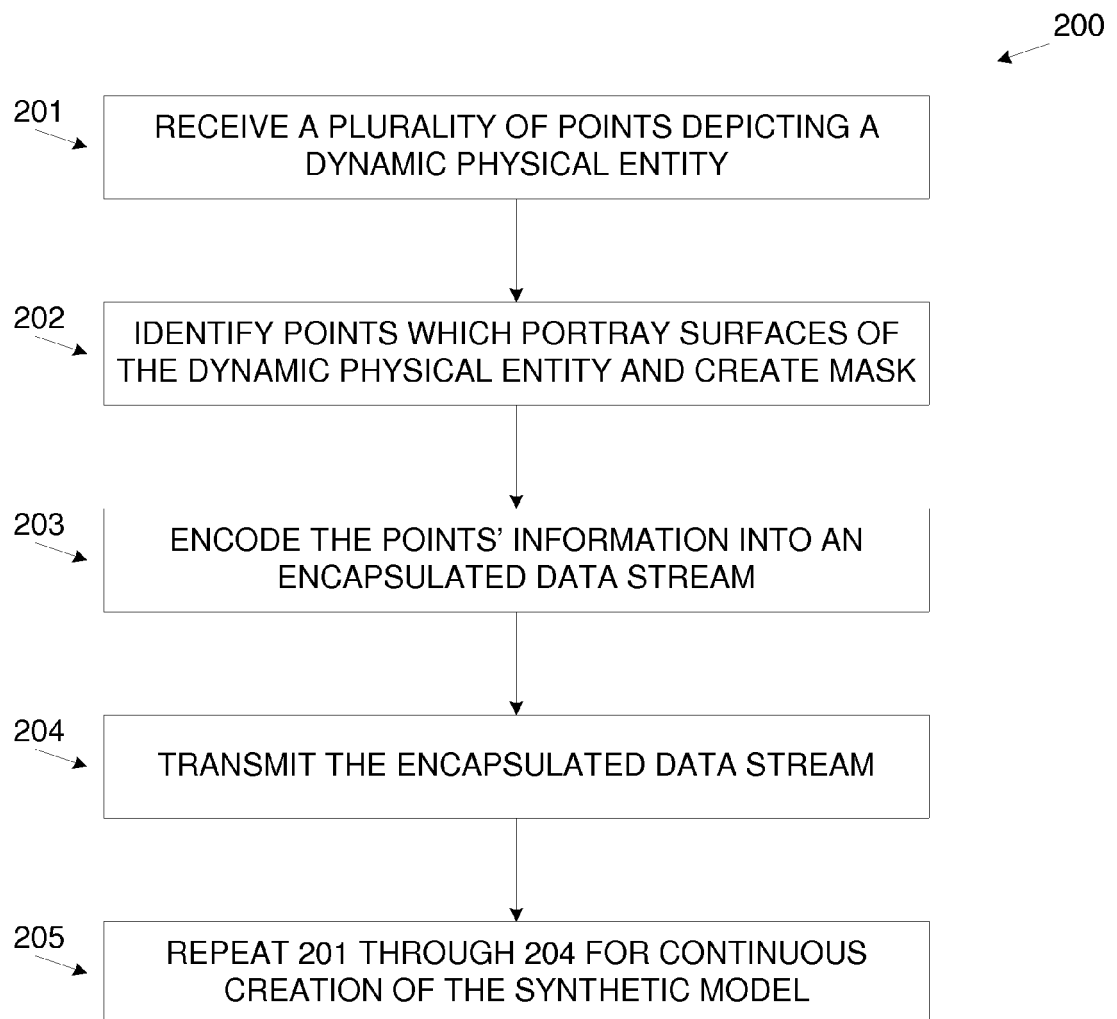 200
201
RECEIVE A PLURALITY OF POINTS DEPICTING A
DYNAMIC PHYSICAL ENTITY
202
IDENTIFY POINTS WHICH PORTRAY SURFACES OF
THE DYNAMIC PHYSICAL ENTITY AND CREATE MASK
203
ENCODE THE POINTS’ INFORMATION INTO AN
ENCAPSULATED DATA STREAM
204
TRANSMIT THE ENCAPSULATED DATA STREAM
205
REPEAT 201 THROUGH 204 FOR CONTINUOUS
CREATION OF THE SYNTHETIC MODEL